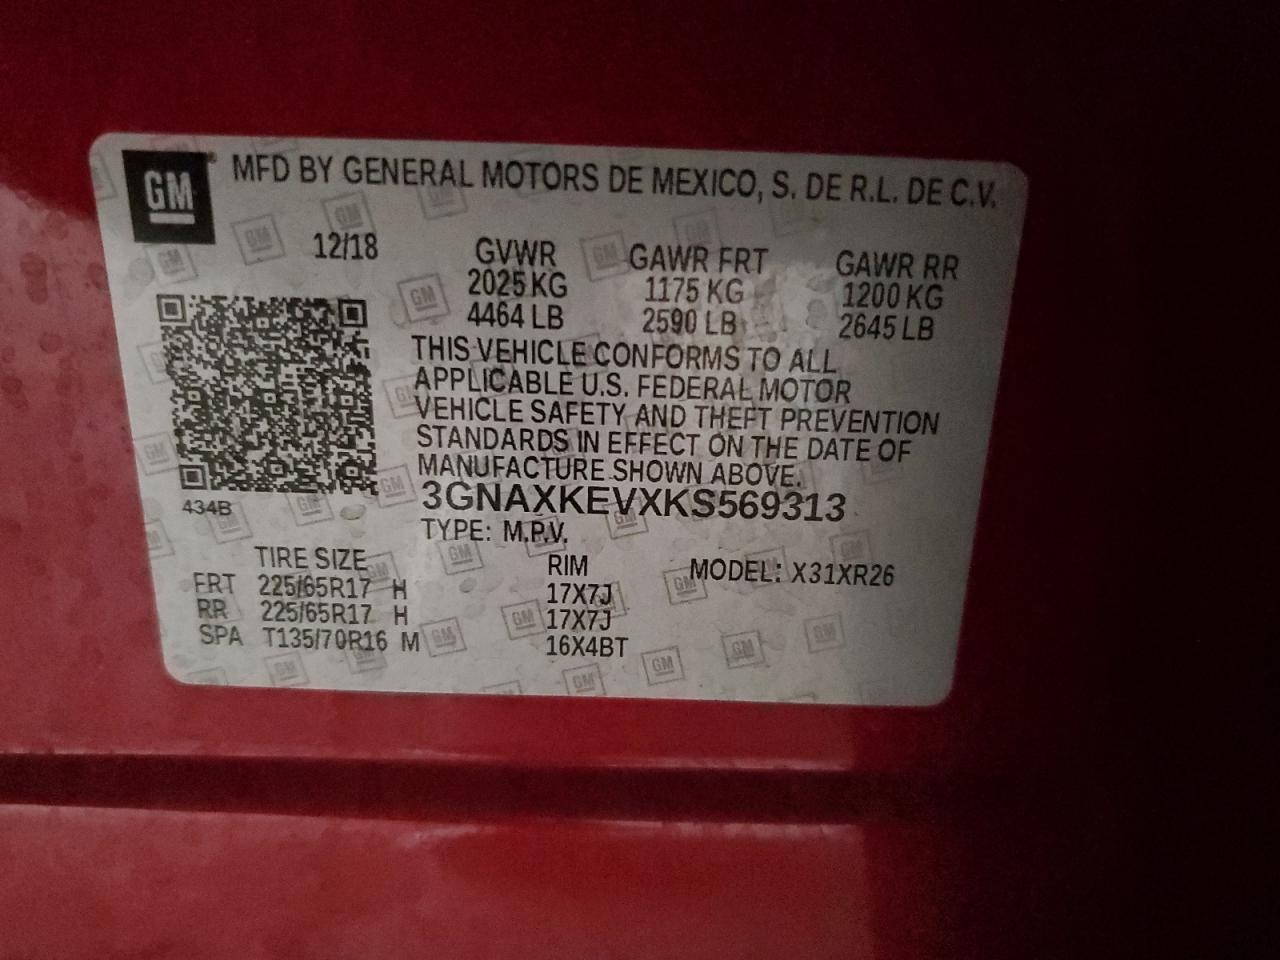 GM
MFD BY GENERAL MOTORS DE MEXICO, S. DE R.L. DE C.V.
12/18 GVWR GAWR FRT GAWR RR
2025 KG 1175 KG 1200 KG
4464 LB 2590 LB 2645 LB
THIS VEHICLE CONFORMS TO ALL
APPLICABLE U.S. FEDERAL MOTOR
VEHICLE SAFETY AND THEFT PREVENTION
STANDARDS IN EFFECT ON THE DATE OF
MANUFACTURE SHOWN ABOVE.
434B
3GNAXKEVXKS569313
TYPE: M.P.V.
TIRE SIZE RIM MODEL: X31XR26
FRT 225/65R17 H 17X7J
RR 225/65R17 H 17X7J
SPA T135/70R16 M 16X4BT